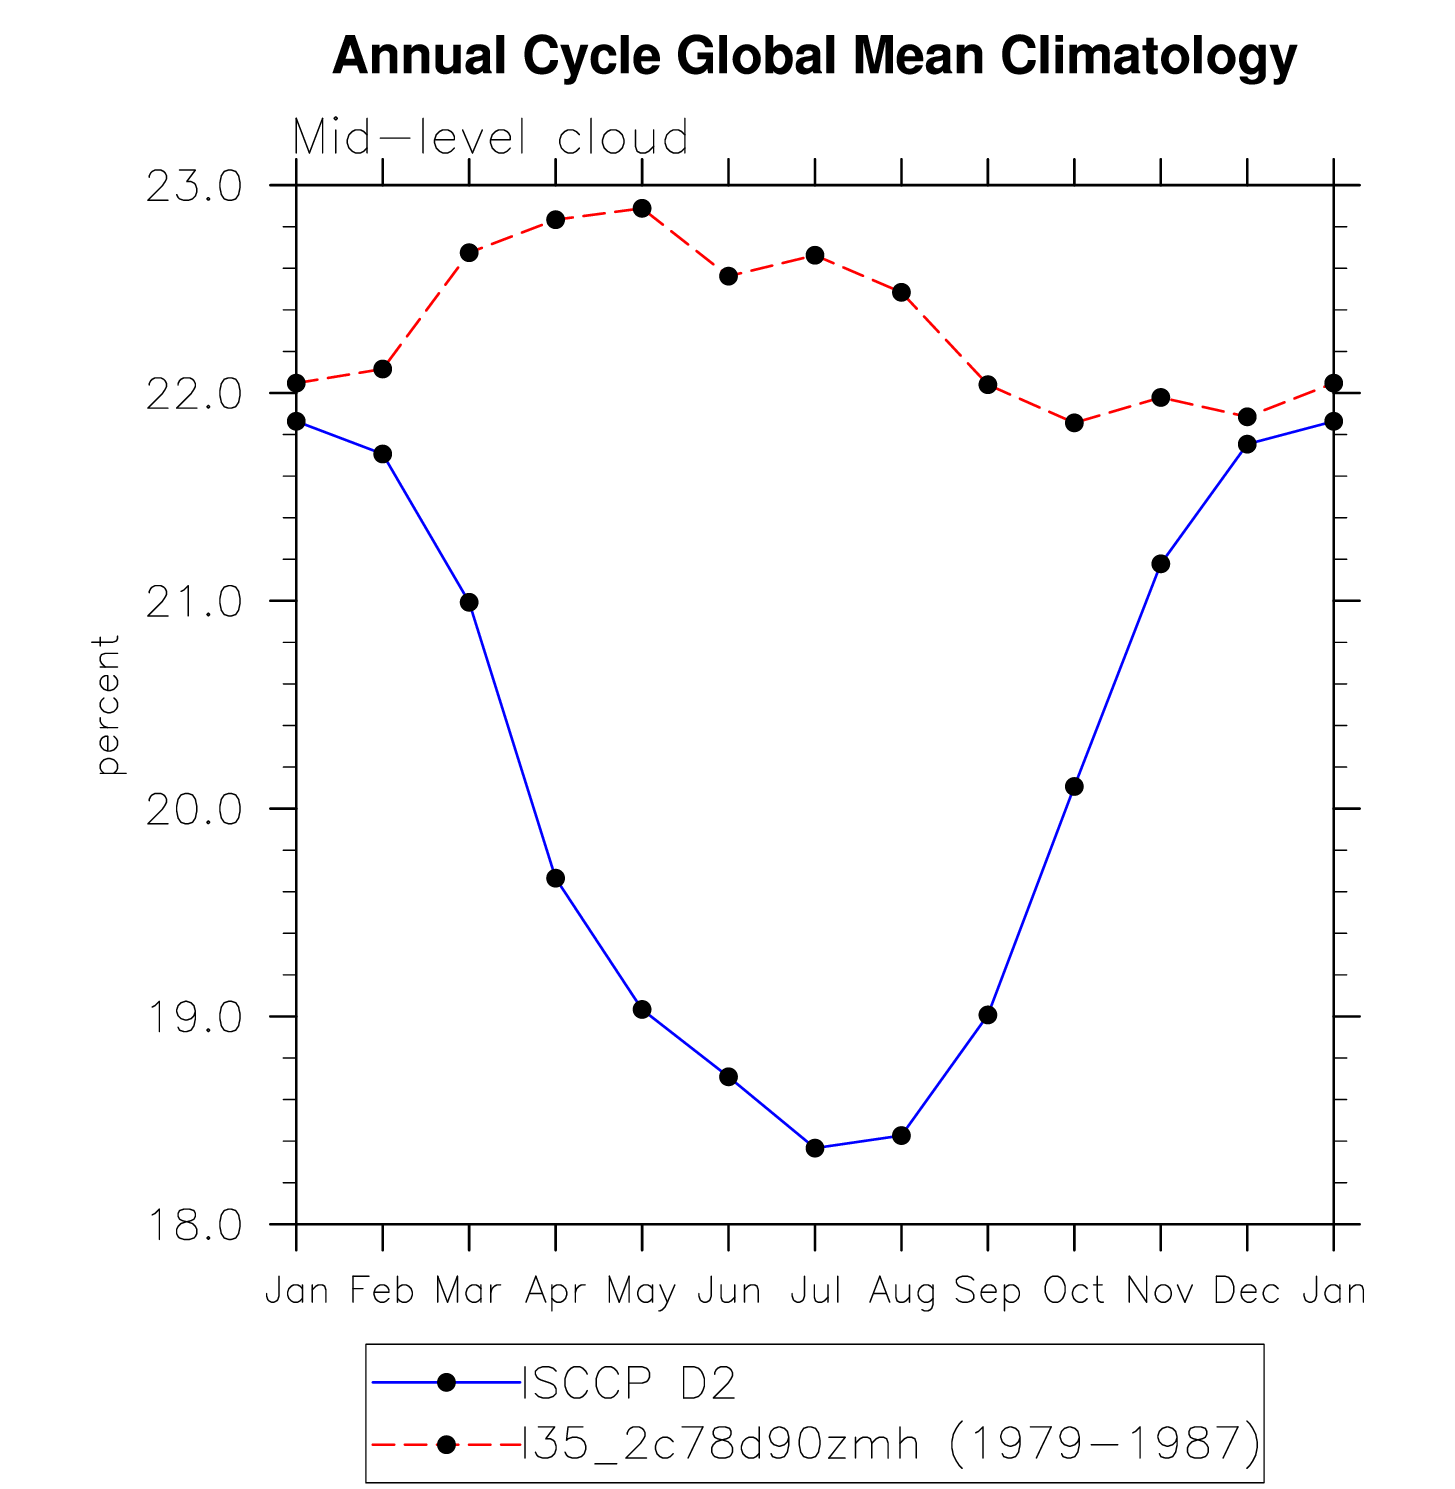 Annual Cycle Global Mean Climatology
Mid-level cloud
23.0
22.0
21.0
20.0
19.0
18.0
percent
Jan Feb Mar Apr May Jun Jul Aug Sep Oct Nov Dec Jan
ISCCP D2
I35_2c78d90zmh (1979-1987)